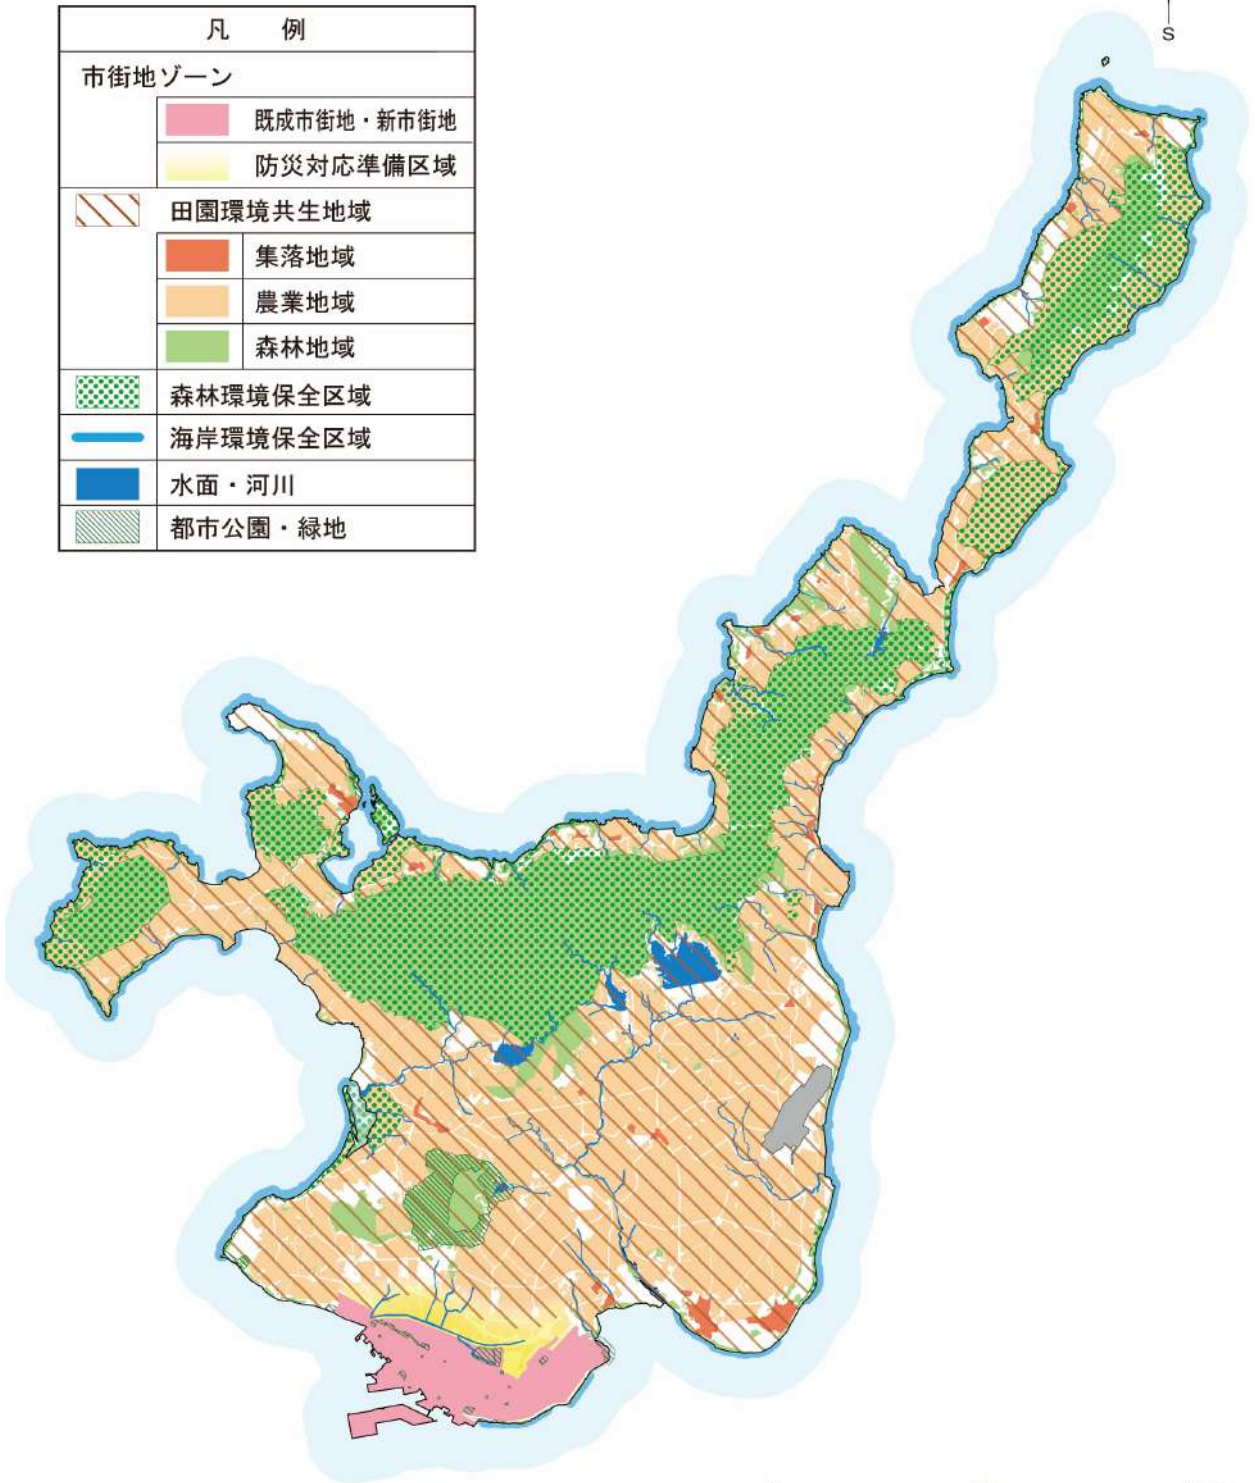 S
凡 例
市街地ゾーン
既成市街地・新市街地
防災対応準備区域
田園環境共生地域
集落地域
農業地域
森林地域
森林環境保全区域
海岸環境保全区域
水面・河川
都市公園・緑地